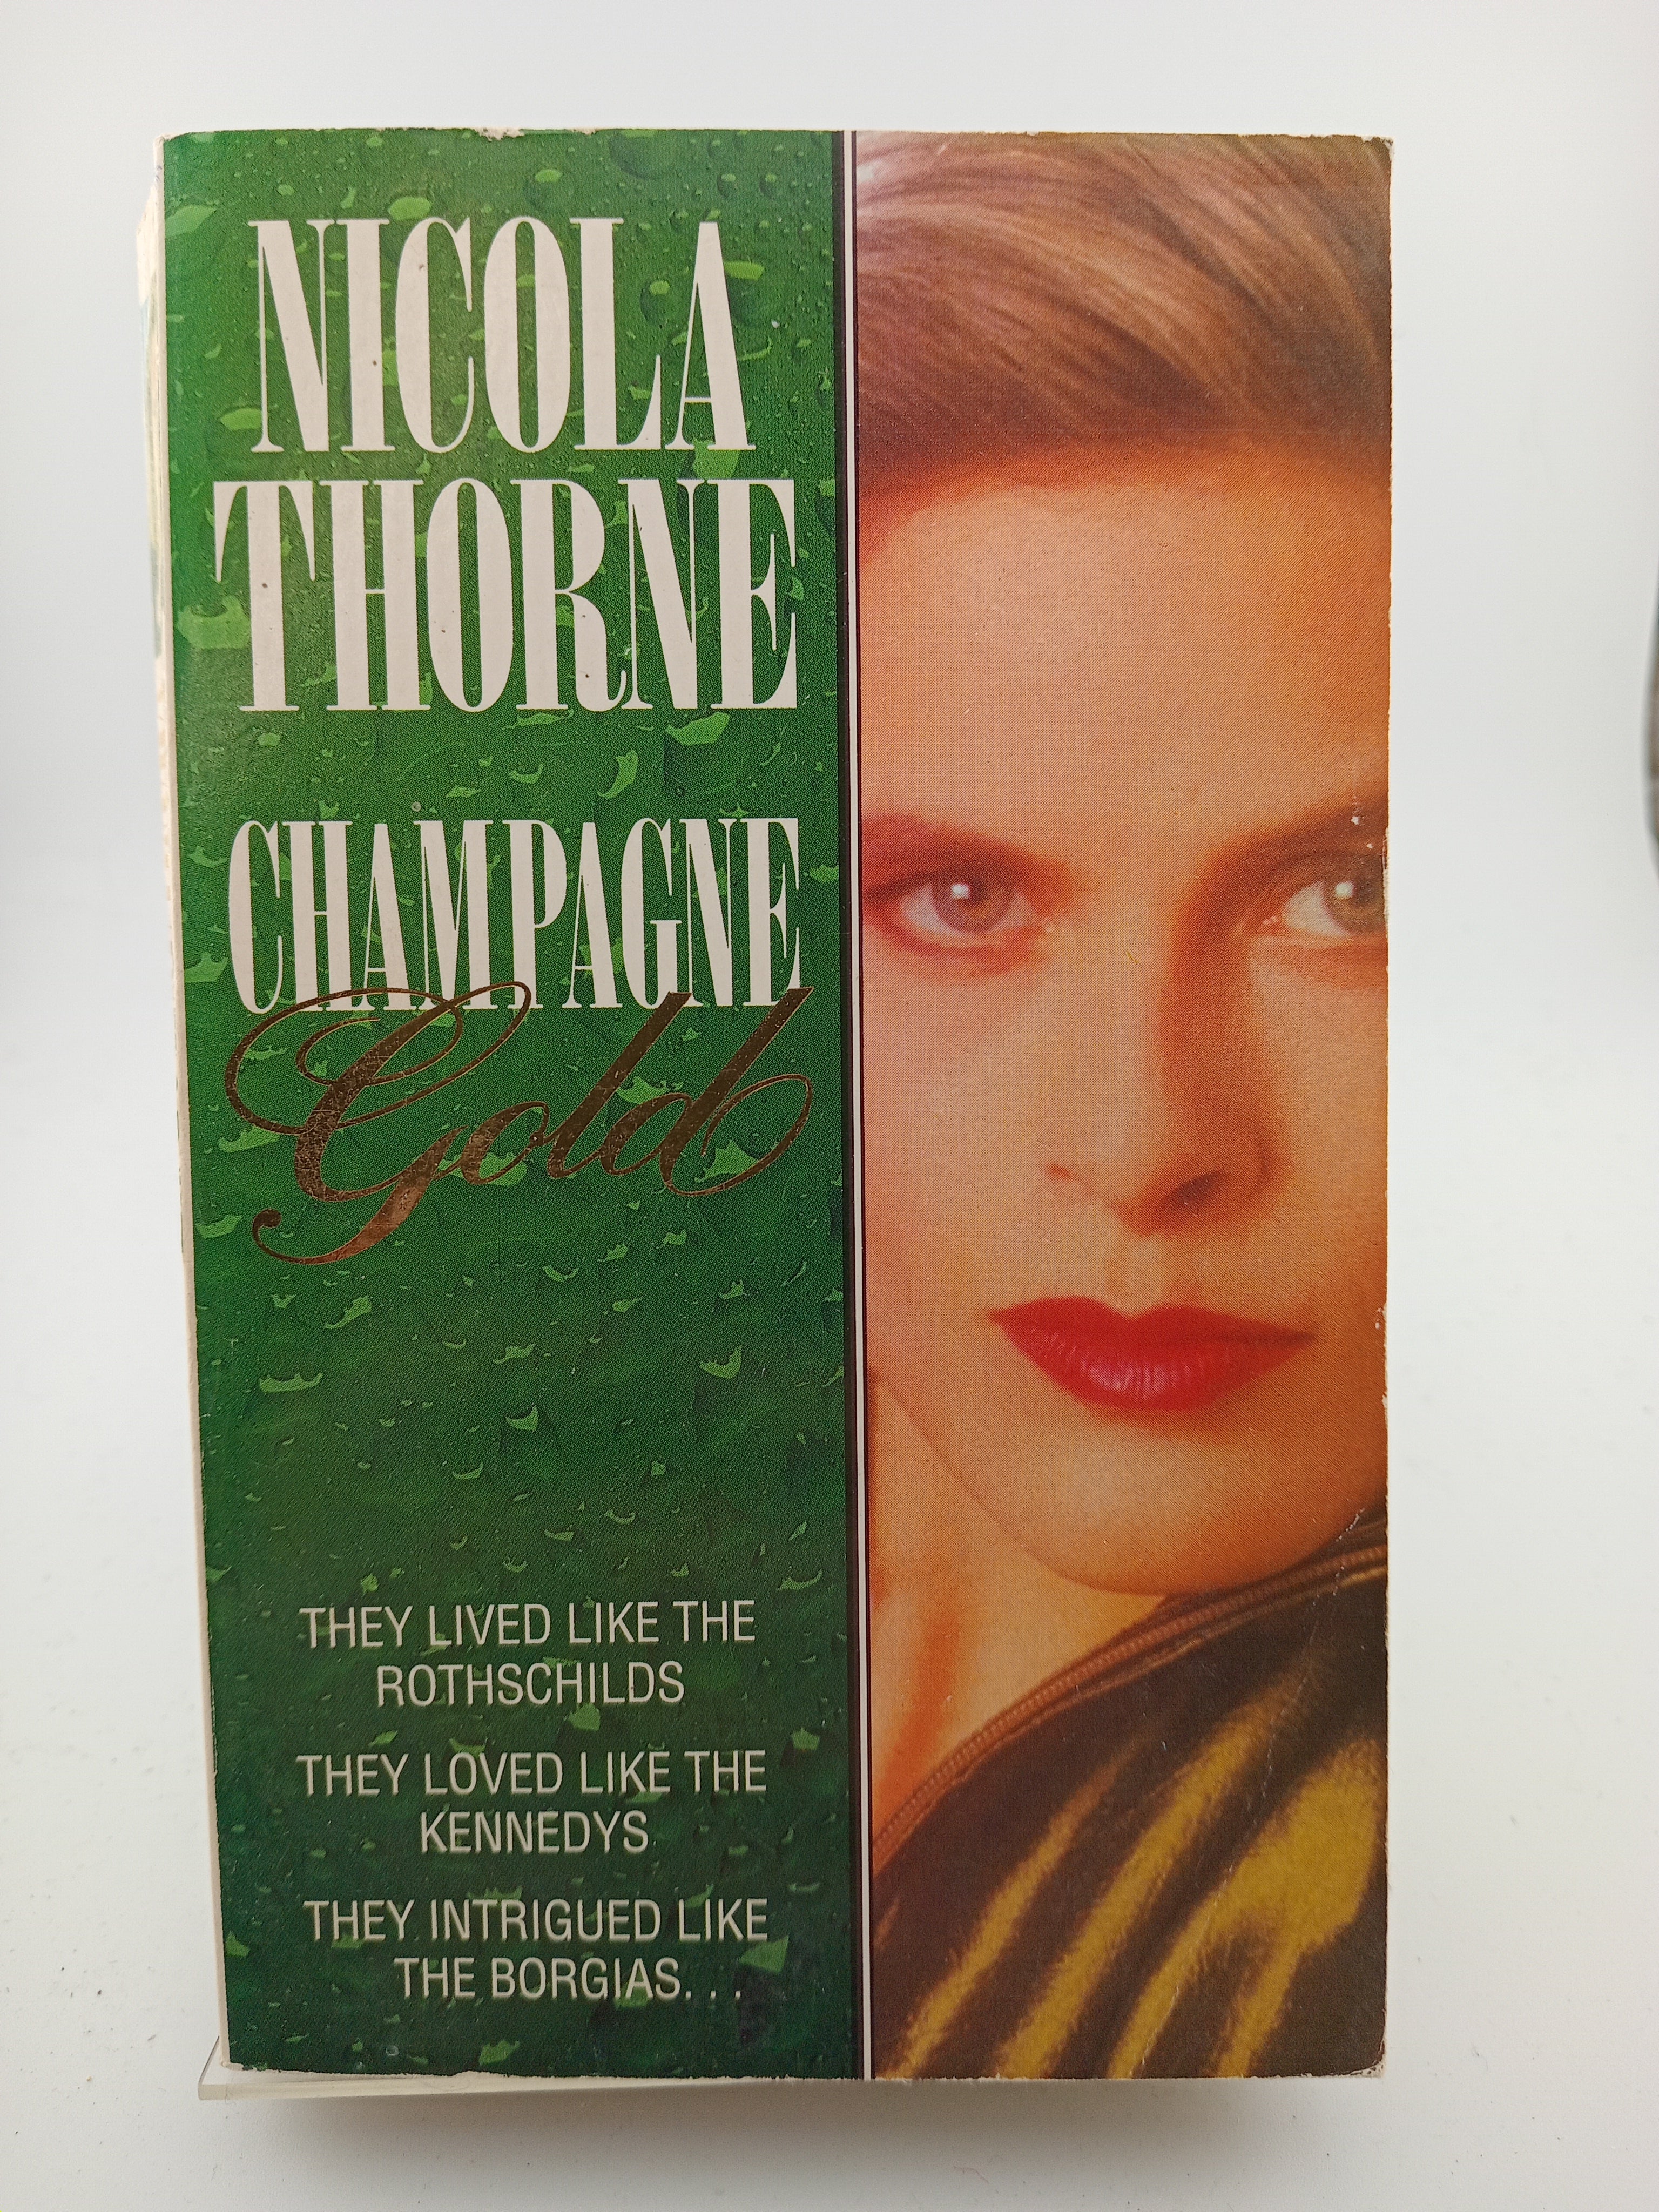 NICOLA
THORNE
CHAMPAGNE
Gold
THEY LIVED LIKE THE
ROTHSCHILDS
THEY LOVED LIKE THE
KENNEDYS
THEY INTRIGUED LIKE
THE BORGIAS...